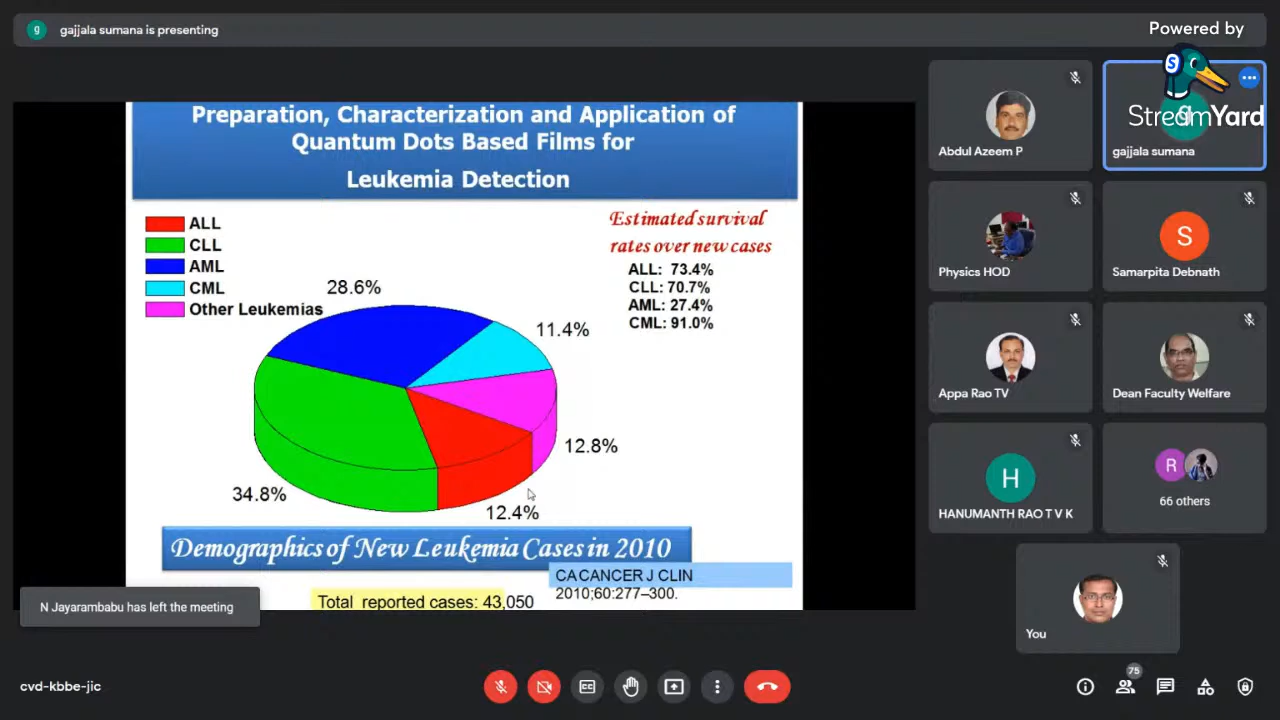 g gajjala sumana is presenting
Powered by
StreamYard
Preparation, Characterization and Application of
Quantum Dots Based Films for
Leukemia Detection
ALL
CLL
AML
CML
Other Leukemias
Estimated survival
rates over new cases
ALL: 73.4%
CLL: 70.7%
AML: 27.4%
CML: 91.0%
28.6%
11.4%
12.8%
12.4%
34.8%
Demographics of New Leukemia Cases in 2010
CA CANCER J CLIN
2010;60:277–300.
Total reported cases: 43,050
N Jayarambabu has left the meeting
Abdul Azeem P
S
g
gajjala sumana
Physics HOD
S
Samarpita Debnath
Appa Rao TV
Dean Faculty Welfare
H
HANUMANTH RAO T V K
R
66 others
You
cvd-kbbe-jic
75